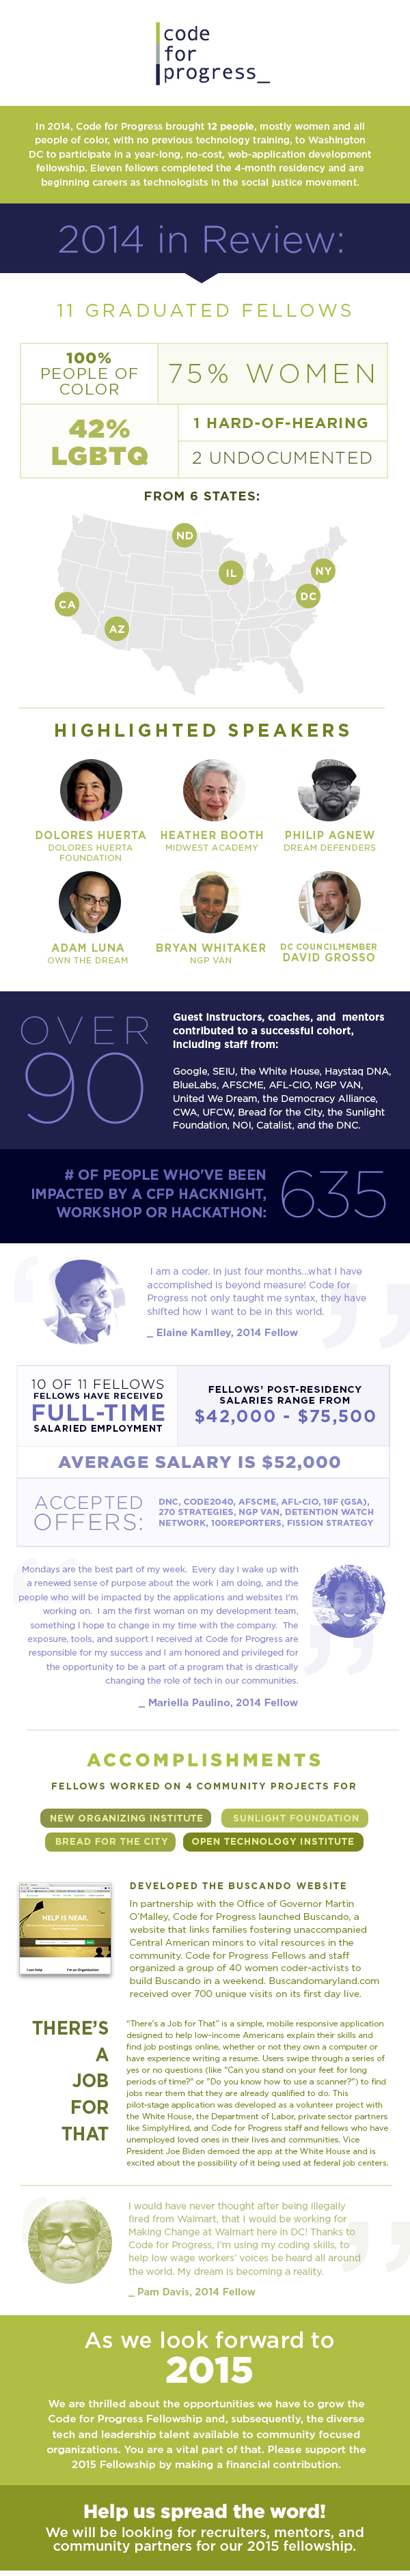 code
for
progress_
In 2014, Code for Progress brought 12 people, mostly women and all
people of color, with no previous technology training, to Washington
DC to participate in a year-long, no-cost, web-application development
fellowship. Eleven fellows completed the 4-month residency and are
beginning careers as technologists in the social justice movement.
2014 in Review:
11 GRADUATED FELLOWS
100%
PEOPLE OF
COLOR
75% WOMEN
42%
LGBTQ
1 HARD-OF-HEARING
2 UNDOCUMENTED
FROM 6 STATES:
ND
IL
NY
DC
CA
AZ
HIGHLIGHTED SPEAKERS
DOLORES HUERTA
DOLORES HUERTA
FOUNDATION
HEATHER BOOTH
MIDWEST ACADEMY
PHILIP AGNEW
DREAM DEFENDERS
ADAM LUNA
OWN THE DREAM
BRYAN WHITAKER
NGP VAN
DC COUNCILMEMBER
DAVID GROSSO
OVER
90
Guest instructors, coaches, and mentors
contributed to a successful cohort,
including staff from:
Google, SEIU, the White House, Haystaq DNA,
BlueLabs, AFSCME, AFL-CIO, NGP VAN,
United We Dream, the Democracy Alliance,
CWA, UFCW, Bread for the City, the Sunlight
Foundation, NOI, Catalist, and the DNC.
# OF PEOPLE WHO'VE BEEN
IMPACTED BY A CFP HACKNIGHT,
WORKSHOP OR HACKATHON:
635
I am a coder. In just four months...what I have
accomplished is beyond measure! Code for
Progress not only taught me syntax, they have
shifted how I want to be in this world.
_ Elaine Kamlley, 2014 Fellow
10 OF 11 FELLOWS
FELLOWS HAVE RECEIVED
FULL-TIME
SALARIED EMPLOYMENT
FELLOWS' POST-RESIDENCY
SALARIES RANGE FROM
$42,000 - $75,500
AVERAGE SALARY IS $52,000
ACCEPTED
OFFERS:
DNC, CODE2040, AFSCME, AFL-CIO, 18F (GSA),
270 STRATEGIES, NGP VAN, DETENTION WATCH
NETWORK, 100REPORTERS, FISSION STRATEGY
Mondays are the best part of my week. Every day I wake up with
a renewed sense of purpose about the work I am doing, and the
people who will be impacted by the applications and websites I'm
working on. I am the first woman on my development team,
something I hope to change in my time with the company. The
exposure, tools, and support I received at Code for Progress are
responsible for my success and I am honored and privileged for
the opportunity to be a part of a program that is drastically
changing the role of tech in our communities.
_ Mariella Paulino, 2014 Fellow
ACCOMPLISHMENTS
FELLOWS WORKED ON 4 COMMUNITY PROJECTS FOR
NEW ORGANIZING INSTITUTE
SUNLIGHT FOUNDATION
BREAD FOR THE CITY
OPEN TECHNOLOGY INSTITUTE
HELP IS NEAR.
I can help
I'm an Organization
DEVELOPED THE BUSCANDO WEBSITE
In partnership with the Office of Governor Martin
O'Malley, Code for Progress launched Buscando, a
website that links families fostering unaccompanied
Central American minors to vital resources in the
community. Code for Progress Fellows and staff
organized a group of 40 women coder-activists to
build Buscando in a weekend. Buscandomaryland.com
received over 700 unique visits on its first day live.
THERE'S
A
JOB
FOR
THAT
"There's a Job for That" is a simple, mobile responsive application
designed to help low-income Americans explain their skills and
find job postings online, whether or not they own a computer or
have experience writing a resume. Users swipe through a series of
yes or no questions (like "Can you stand on your feet for long
periods of time?" or "Do you know how to use a scanner?") to find
jobs near them that they are already qualified to do. This
pilot-stage application was developed as a volunteer project with
the White House, the Department of Labor, private sector partners
like SimplyHired, and Code for Progress staff and fellows who have
unemployed loved ones in their lives and communities. Vice
President Joe Biden demoed the app at the White House and is
excited about the possibility of it being used at federal job centers.
I would have never thought after being illegally
fired from Walmart, that I would be working for
Making Change at Walmart here in DC! Thanks to
Code for Progress, I'm using my coding skills, to
help low wage workers' voices be heard all around
the world. My dream is becoming a reality.
_ Pam Davis, 2014 Fellow
As we look forward to
2015
We are thrilled about the opportunities we have to grow the
Code for Progress Fellowship and, subsequently, the diverse
tech and leadership talent available to community focused
organizations. You are a vital part of that. Please support the
2015 Fellowship by making a financial contribution.
Help us spread the word!
We will be looking for recruiters, mentors, and
community partners for our 2015 fellowship.